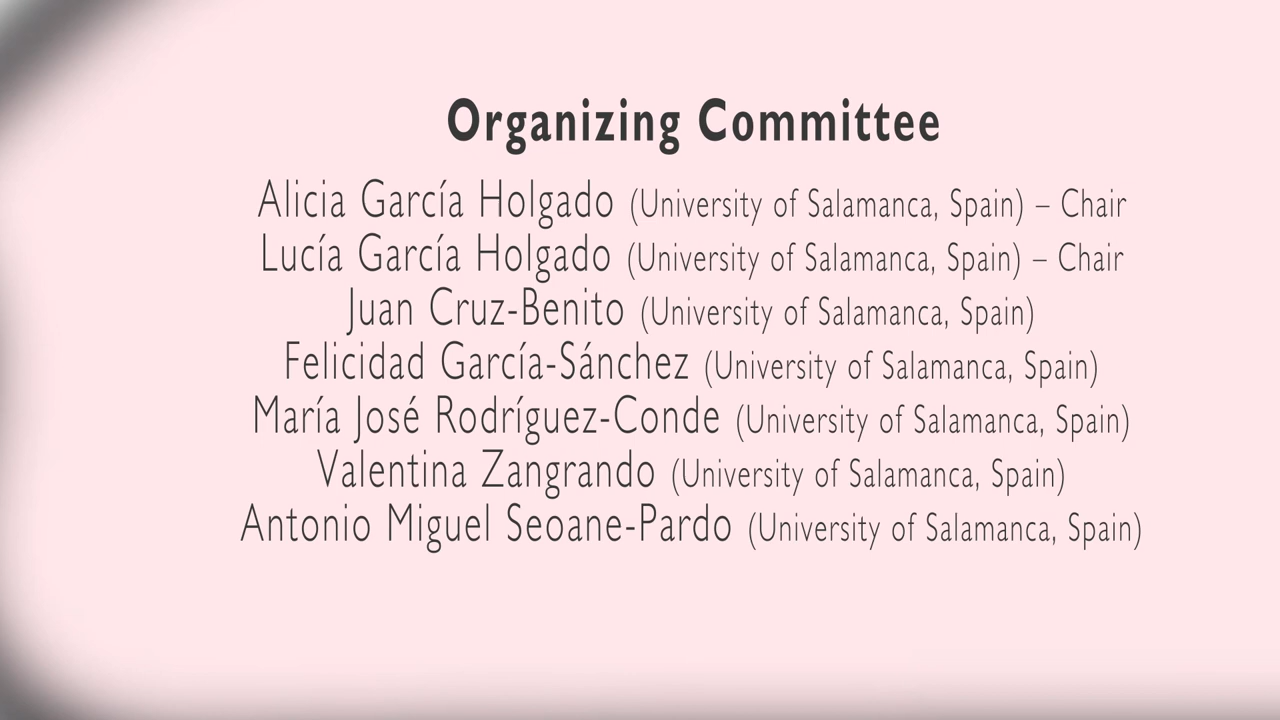 Organizing Committee
Alicia García Holgado (University of Salamanca, Spain) – Chair
Lucía García Holgado (University of Salamanca, Spain) – Chair
Juan Cruz-Benito (University of Salamanca, Spain)
Felicidad García-Sánchez (University of Salamanca, Spain)
María José Rodríguez-Conde (University of Salamanca, Spain)
Valentina Zangrando (University of Salamanca, Spain)
Antonio Miguel Seoane-Pardo (University of Salamanca, Spain)